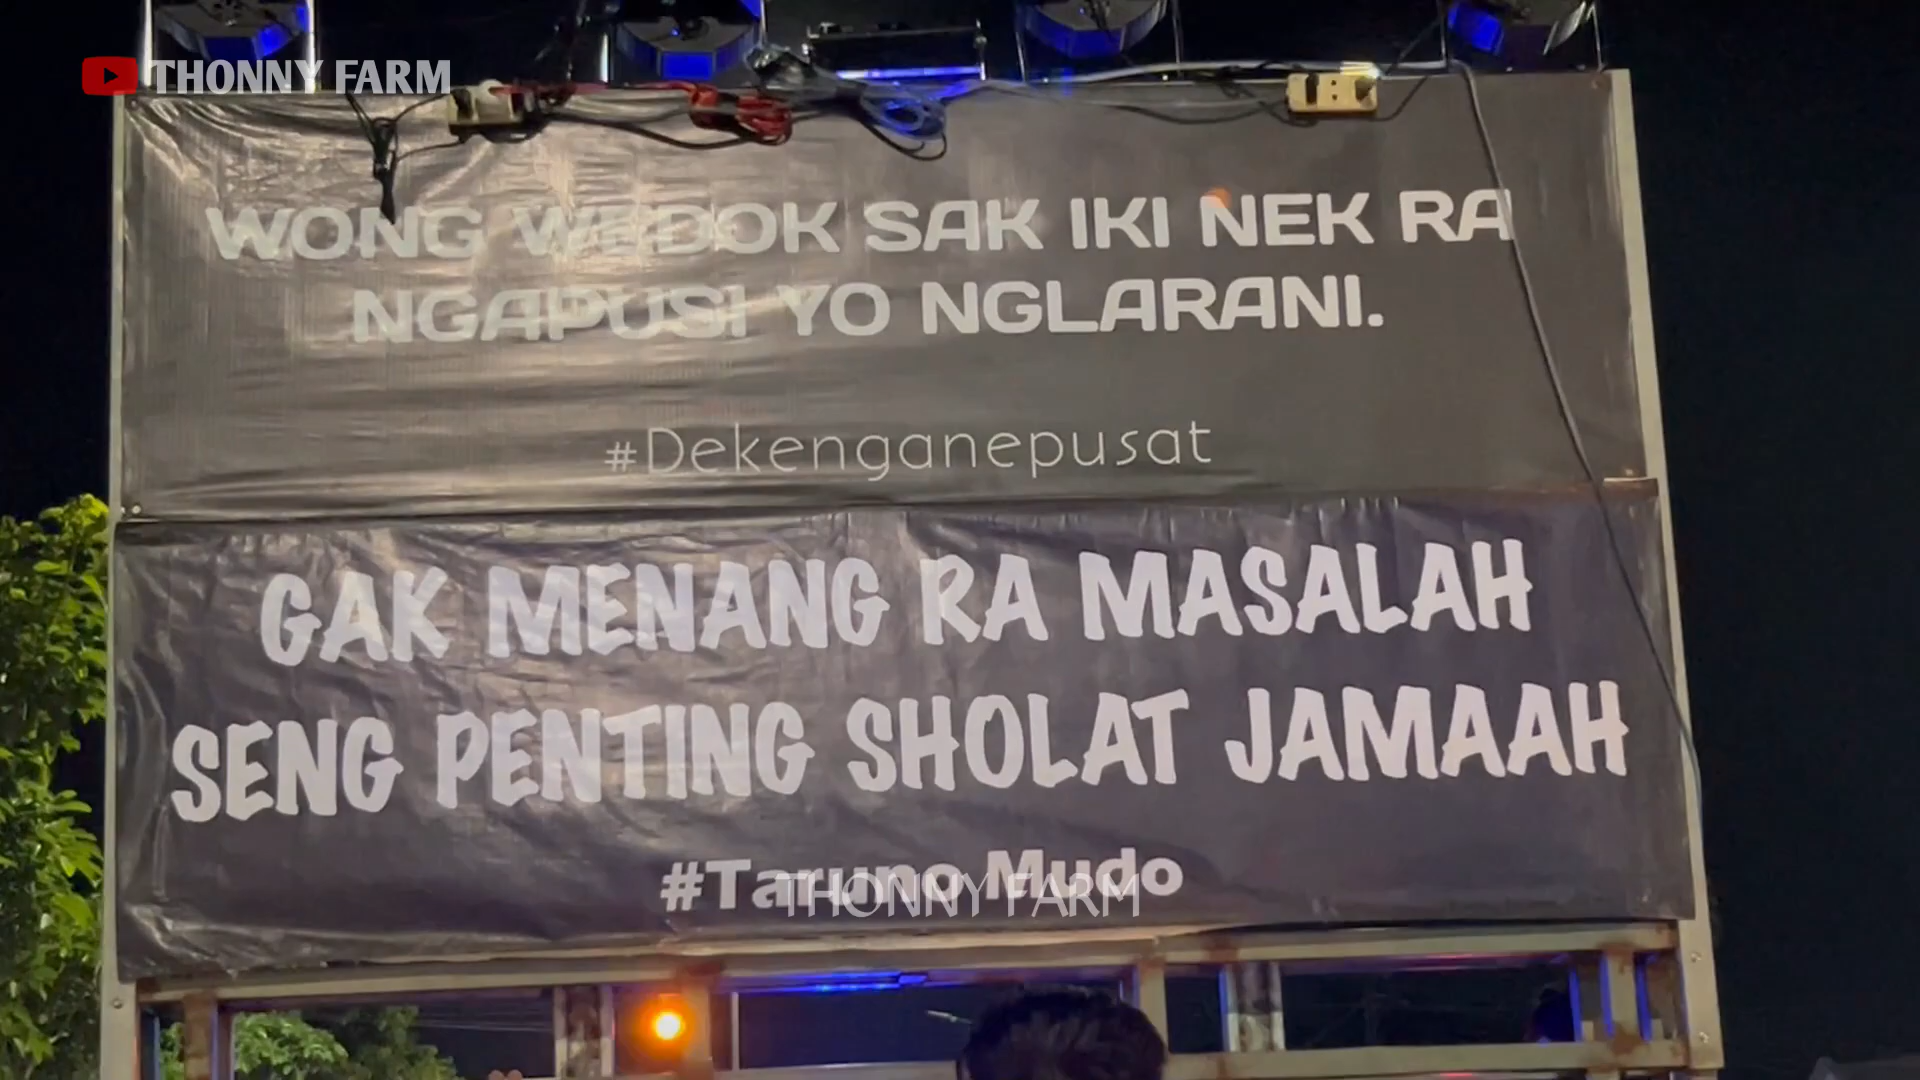 THONNY FARM
WONG WEDOK SAK IKI NEK RA
NGAPUSI YO NGLARANI.
#Dekenganepusat
GAK MENANG RA MASALAH
SENG PENTING SHOLAT JAMAAH
#Taruno Mudo
THONNY FARM